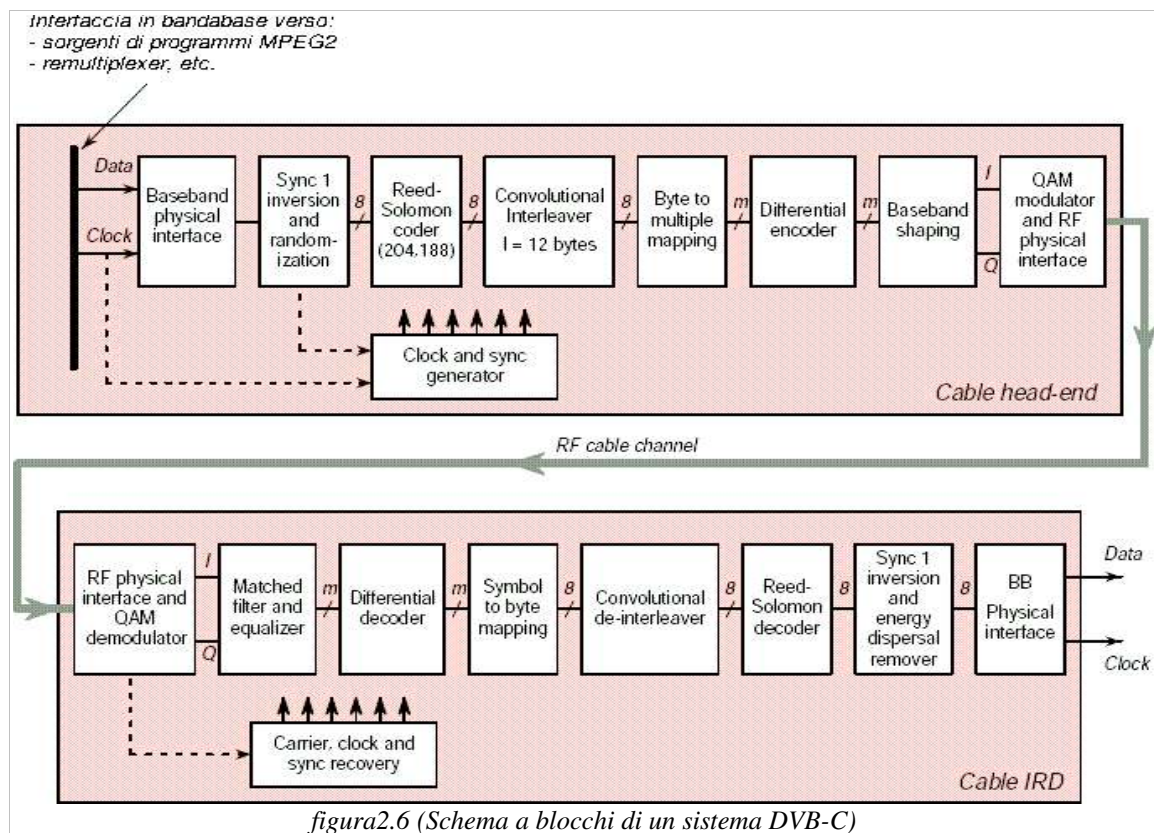 Interfaccia in bandabase verso:
- sorgenti di programmi MPEG2
- remultiplexer, etc.
Data
Clock
Baseband
physical
interface
Sync 1
inversion
and
random-
ization
8
Reed-
Solomon
coder
(204,188)
8
Convolutional
Interleaver
I = 12 bytes
8
Byte to
multiple
mapping
m
Differential
encoder
m
Baseband
shaping
I
Q
QAM
modulator
and RF
physical
interface
Clock and sync
generator
Cable head-end
RF cable channel
RF physical
interface and
QAM
demodulator
I
Q
Matched
filter and
equalizer
m
Differential
decoder
m
Symbol
to byte
mapping
8
Convolutional
de-interleaver
8
Reed-
Solomon
decoder
8
Sync 1
inversion
and
energy
dispersal
remover
8
BB
Physical
interface
Data
Clock
Carrier, clock and
sync recovery
Cable IRD
figura2.6 (Schema a blocchi di un sistema DVB-C)